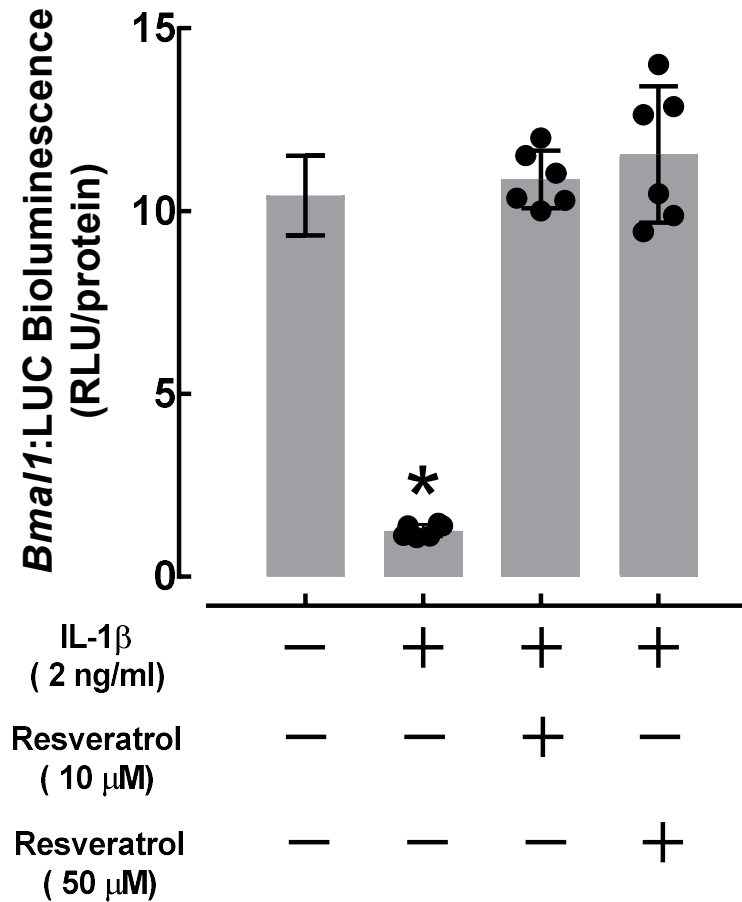 Bmal1:LUC Bioluminescence
(RLU/protein)
15
10
5
0
*
IL-1β
( 2 ng/ml)
— + + +
Resveratrol
( 10 μM)
— — + —
Resveratrol
( 50 μM)
— — — +